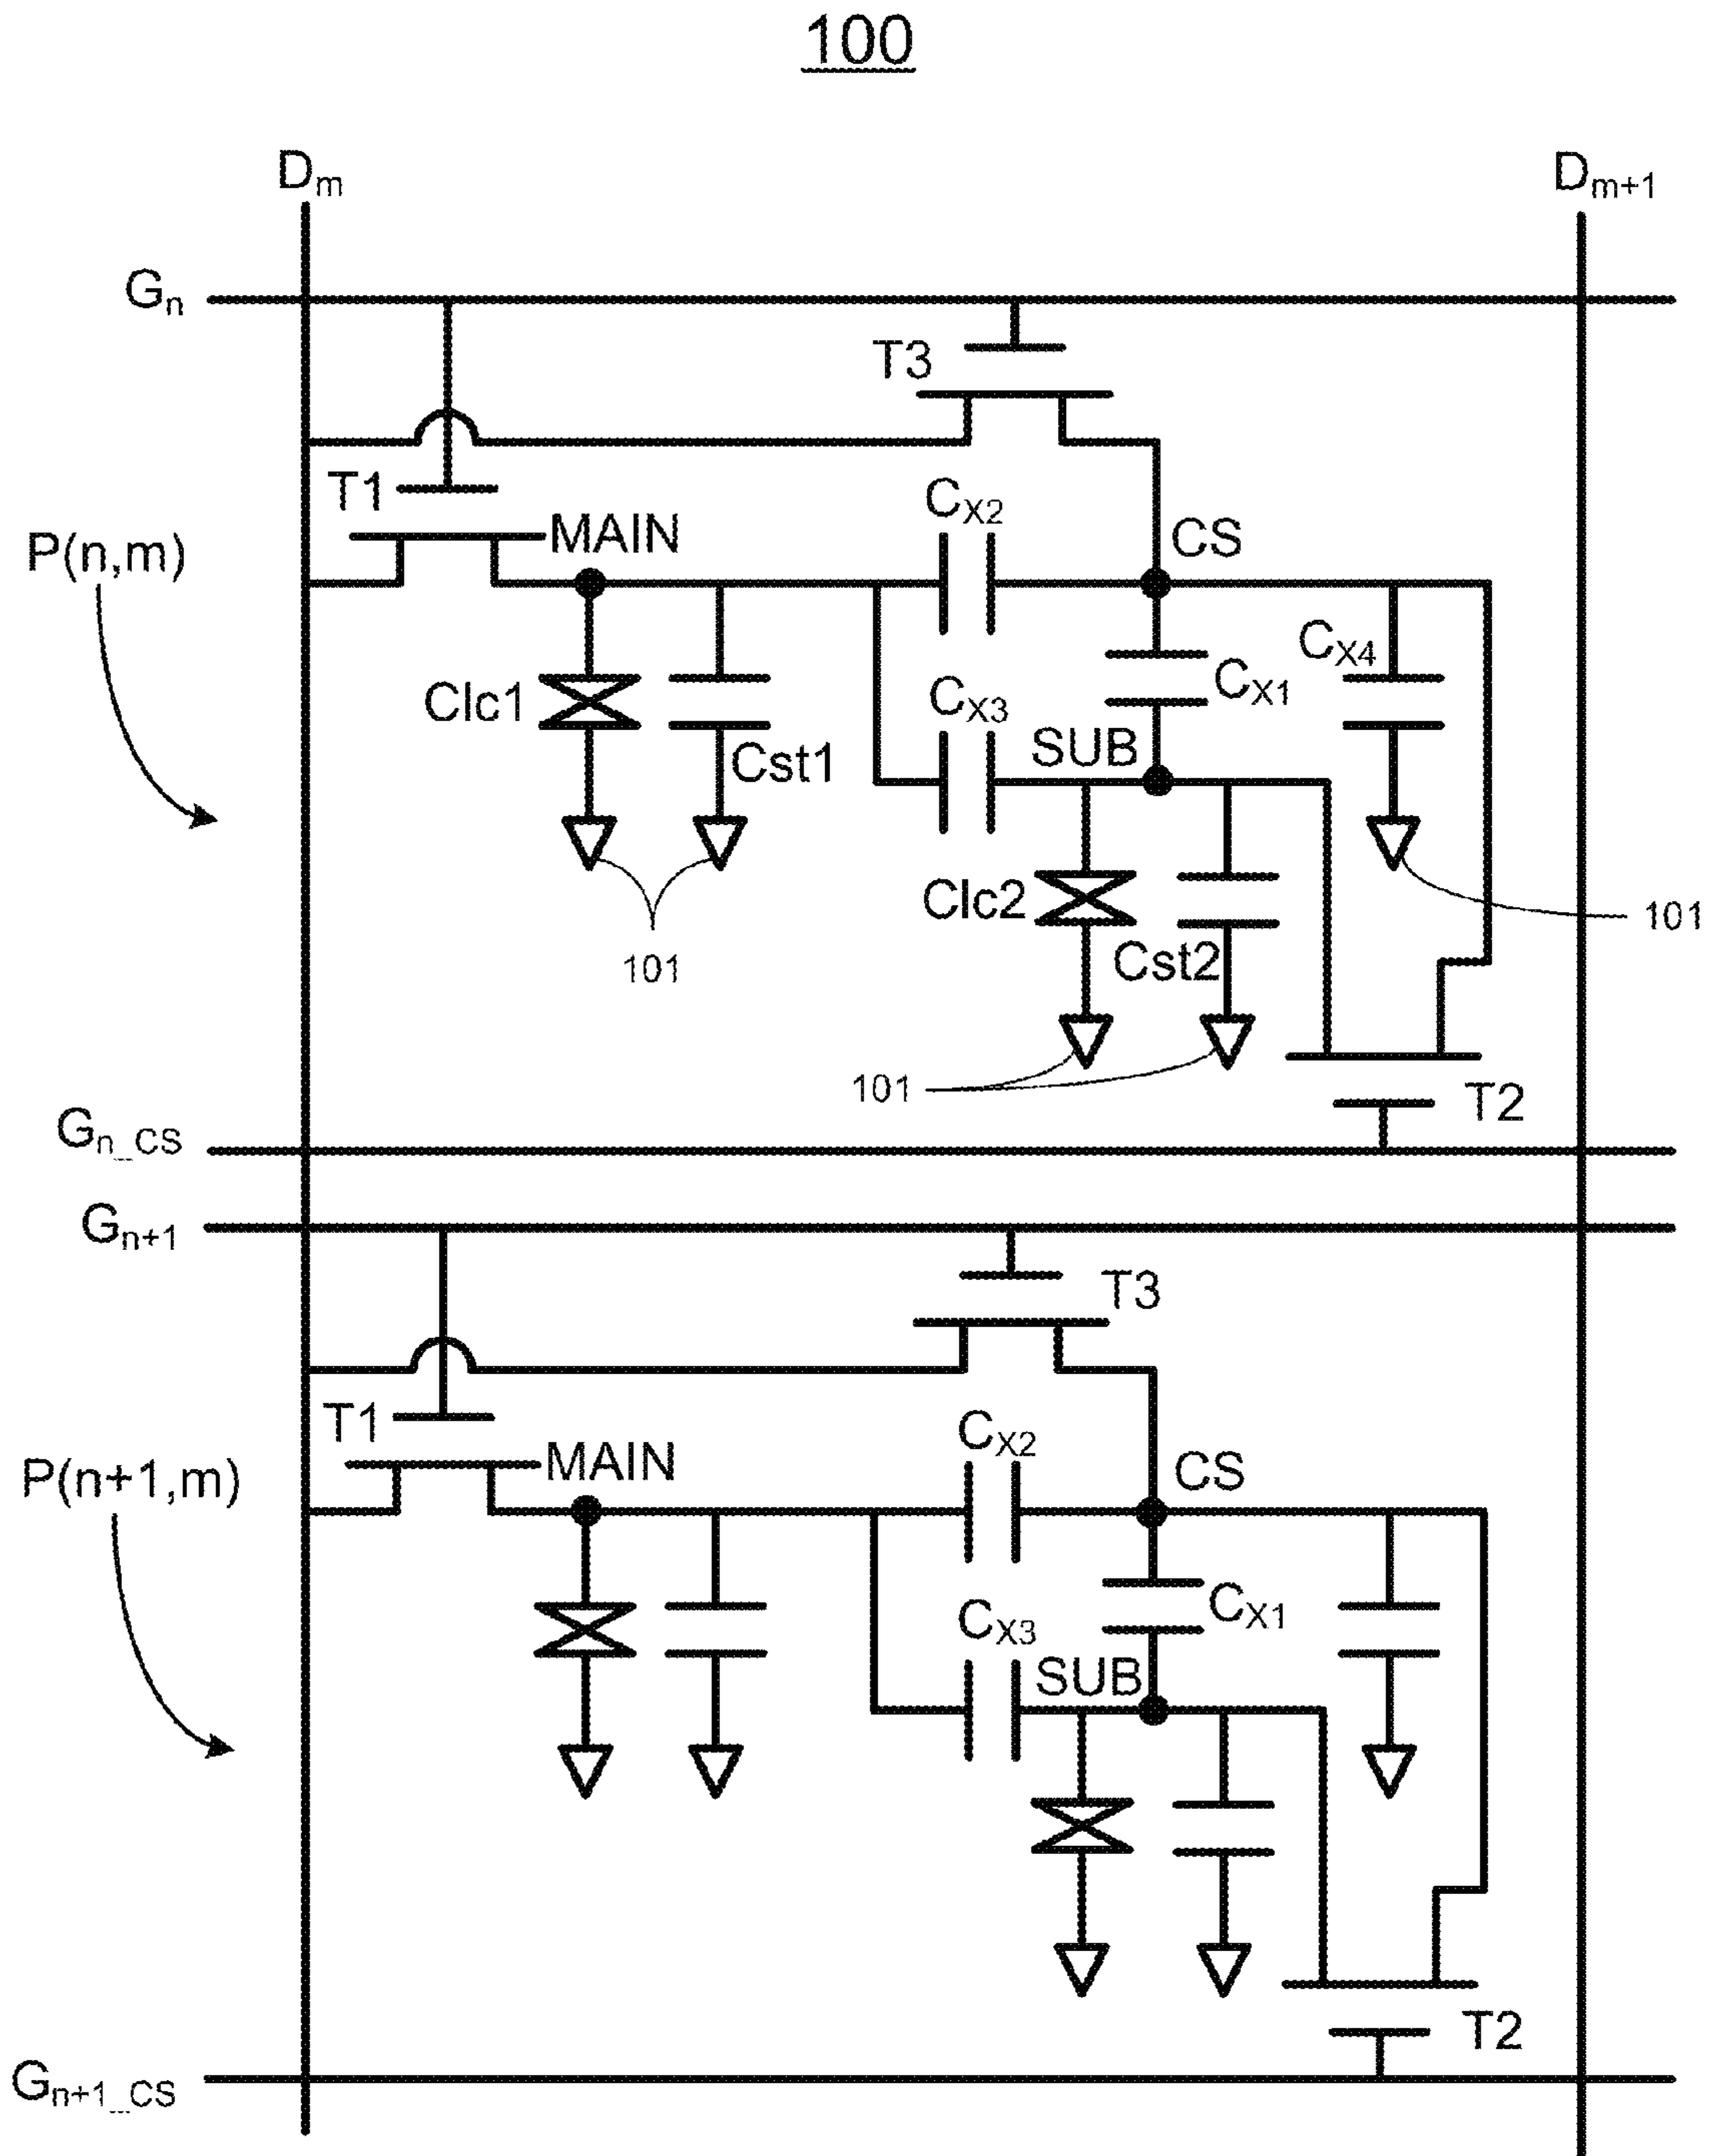 100
Dm
Dm+1
Gn
T3
T1
MAIN
CX2
CS
P(n,m)
CX4
Clc1
CX3
CX1
SUB
Cst1
Clc2
101
101
Cst2
101
T2
Gn_CS
Gn+1
T3
T1
MAIN
CX2
CS
P(n+1,m)
CX3
CX1
SUB
T2
Gn+1_CS